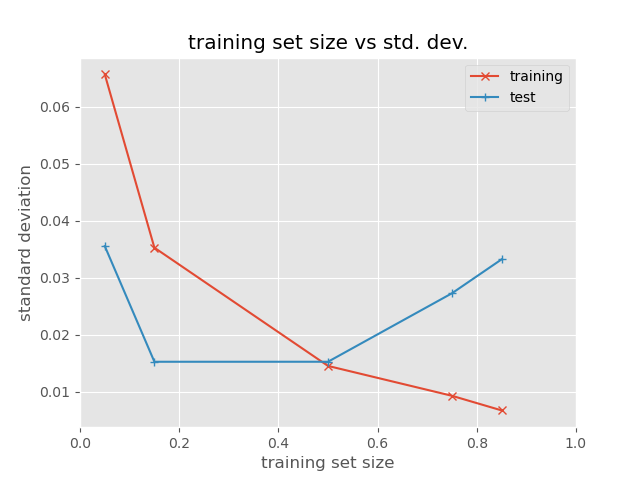 training set size vs std. dev.
training
test
standard deviation
0.06
0.05
0.04
0.03
0.02
0.01
0.0
0.2
0.4
0.6
0.8
1.0
training set size